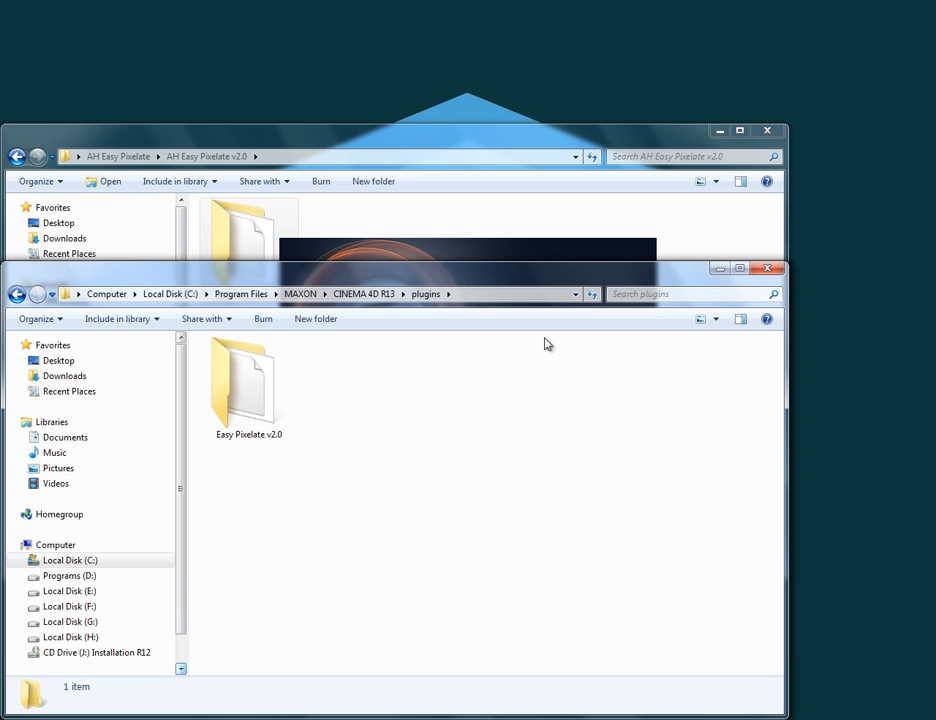 AH Easy Pixelate AH Easy Pixelate v2.0
Search AH Easy Pixelate v2.0
Organize Open Include in library Share with Burn New folder
Favorites
Desktop
Downloads
Recent Places
Computer Local Disk (C:) Program Files MAXON CINEMA 4D R13 plugins
Search plugins
Organize Include in library Share with Burn New folder
Favorites
Desktop
Downloads
Recent Places
Libraries
Documents
Music
Pictures
Videos
Homegroup
Computer
Local Disk (C:)
Programs (D:)
Local Disk (E:)
Local Disk (F:)
Local Disk (G:)
Local Disk (H:)
CD Drive (J:) Installation R12
Easy Pixelate v2.0
1 item